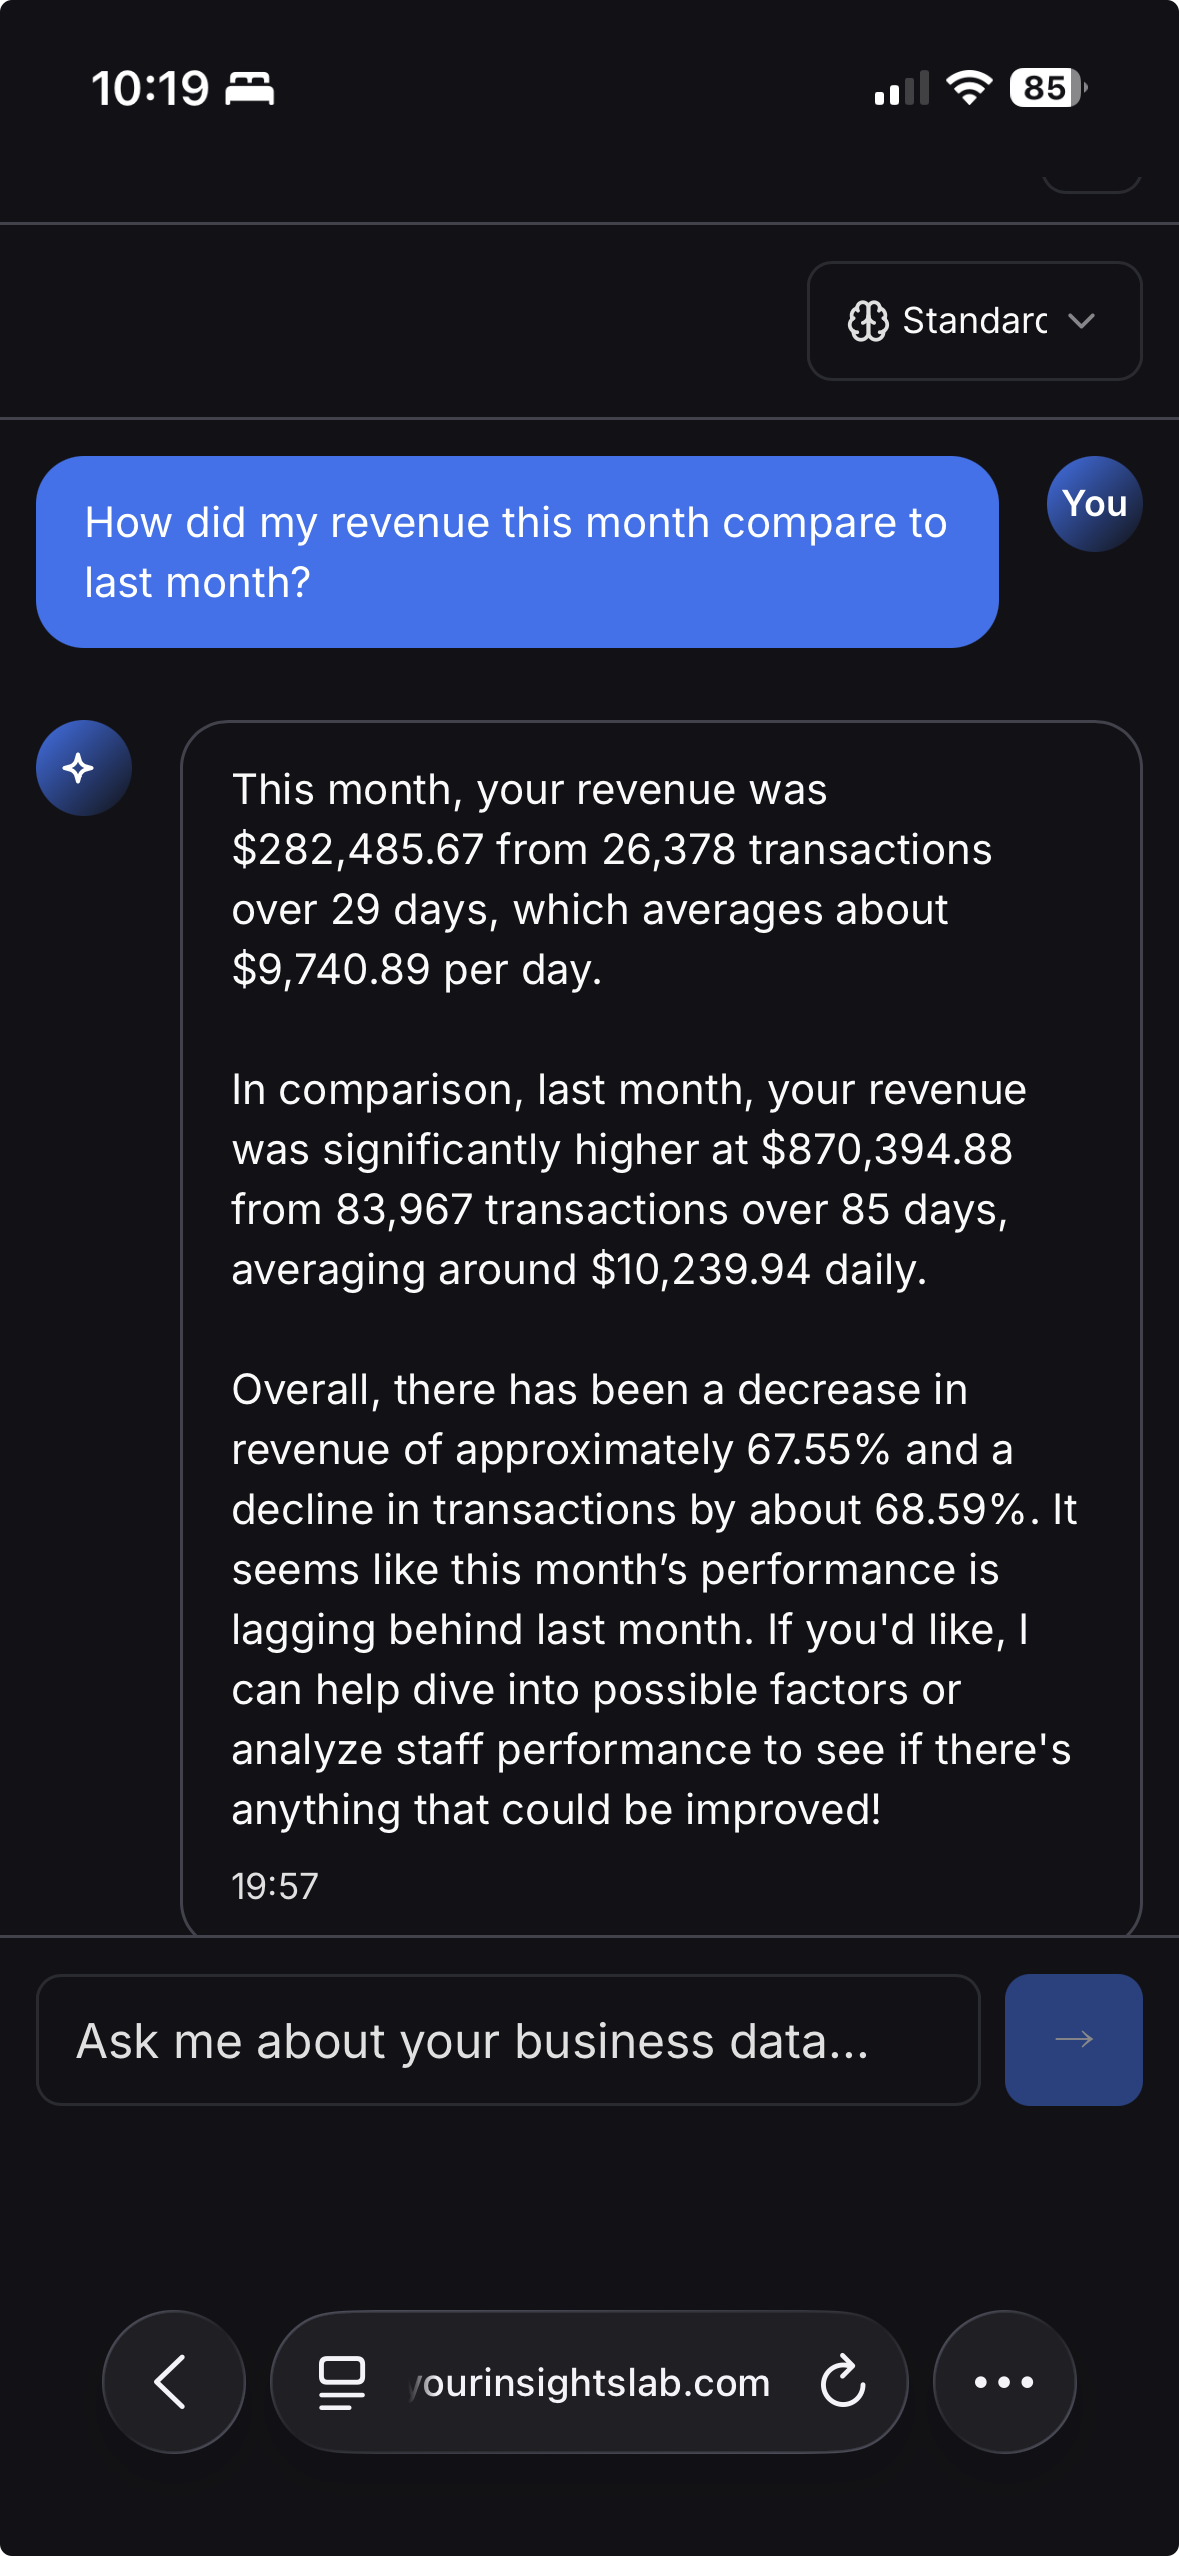 10:19
85
Standard
How did my revenue this month compare to
last month?
You
This month, your revenue was
$282,485.67 from 26,378 transactions
over 29 days, which averages about
$9,740.89 per day.
In comparison, last month, your revenue
was significantly higher at $870,394.88
from 83,967 transactions over 85 days,
averaging around $10,239.94 daily.
Overall, there has been a decrease in
revenue of approximately 67.55% and a
decline in transactions by about 68.59%. It
seems like this month’s performance is
lagging behind last month. If you'd like, I
can help dive into possible factors or
analyze staff performance to see if there's
anything that could be improved!
19:57
Ask me about your business data...
yourinsightslab.com